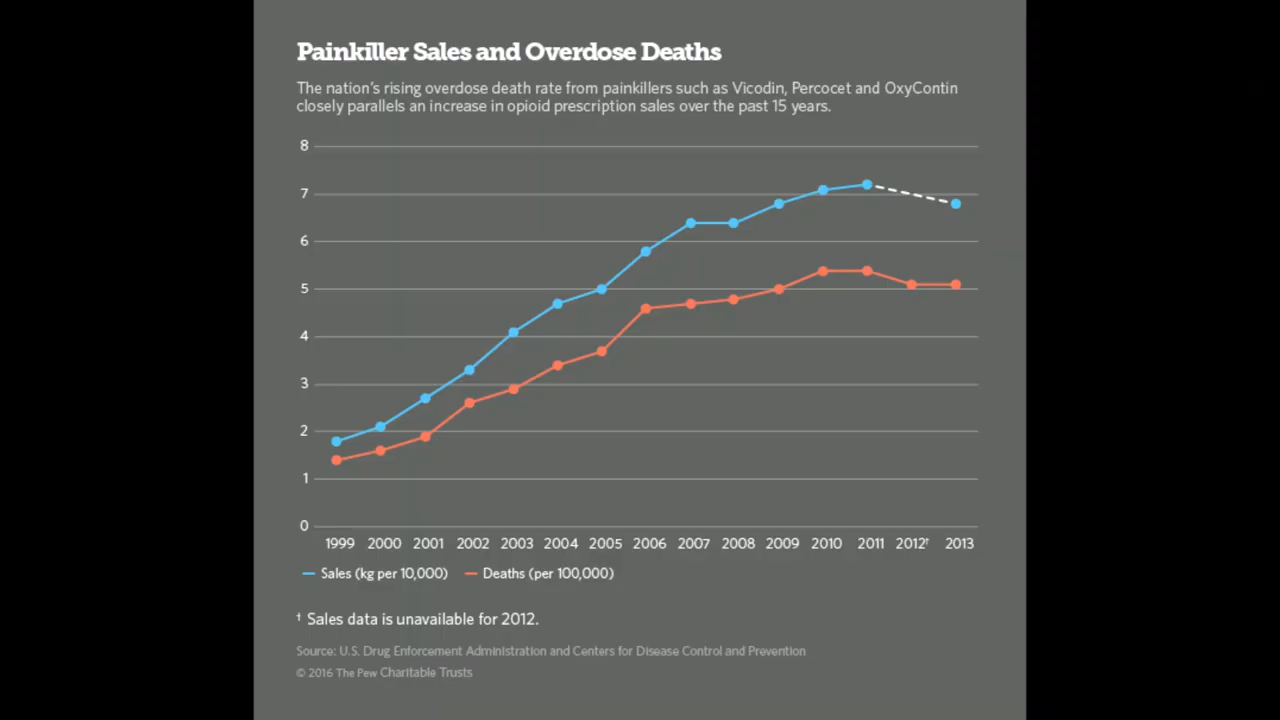 Painkiller Sales and Overdose Deaths
The nation's rising overdose death rate from painkillers such as Vicodin, Percocet and OxyContin
closely parallels an increase in opioid prescription sales over the past 15 years.
8
7
6
5
4
3
2
1
0
1999 2000 2001 2002 2003 2004 2005 2006 2007 2008 2009 2010 2011 2012† 2013
Sales (kg per 10,000) Deaths (per 100,000)
† Sales data is unavailable for 2012.
Source: U.S. Drug Enforcement Administration and Centers for Disease Control and Prevention
© 2016 The Pew Charitable Trusts